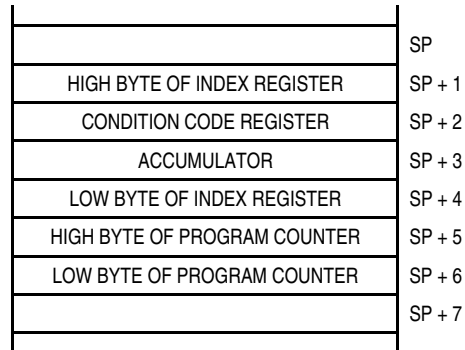 SP
HIGH BYTE OF INDEX REGISTER SP + 1
CONDITION CODE REGISTER SP + 2
ACCUMULATOR SP + 3
LOW BYTE OF INDEX REGISTER SP + 4
HIGH BYTE OF PROGRAM COUNTER SP + 5
LOW BYTE OF PROGRAM COUNTER SP + 6
SP + 7